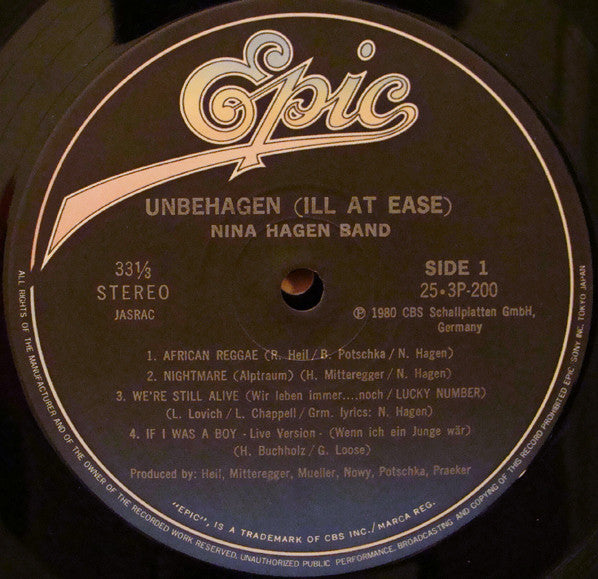 Epic
UNBEHAGEN (ILL AT EASE)
NINA HAGEN BAND
33⅓
STEREO
JASRAC
SIDE 1
25・3P-200
Ⓟ 1980 CBS Schallplatten GmbH,
Germany
1. AFRICAN REGGAE (R. Heil/B. Potschka/N. Hagen)
2. NIGHTMARE (Alptraum) (H. Mitteregger/N. Hagen)
3. WE'RE STILL ALIVE (Wir leben immer....noch/LUCKY NUMBER)
(L. Lovich/L. Chappell/Grm. lyrics: N. Hagen)
4. IF I WAS A BOY -Live Version- (Wenn ich ein Junge wär)
(H. Buchholz/G. Loose)
Produced by: Heil, Mitteregger, Mueller, Nowy, Potschka, Praeker
"EPIC", IS A TRADEMARK OF CBS INC./MARCA REG.
ALL RIGHTS OF THE MANUFACTURER AND OF THE OWNER OF THE RECORDED WORK RESERVED. UNAUTHORIZED PUBLIC PERFORMANCE, BROADCASTING AND COPYING OF THIS RECORD PROHIBITED EPIC/SONY INC. TOKYO JAPAN